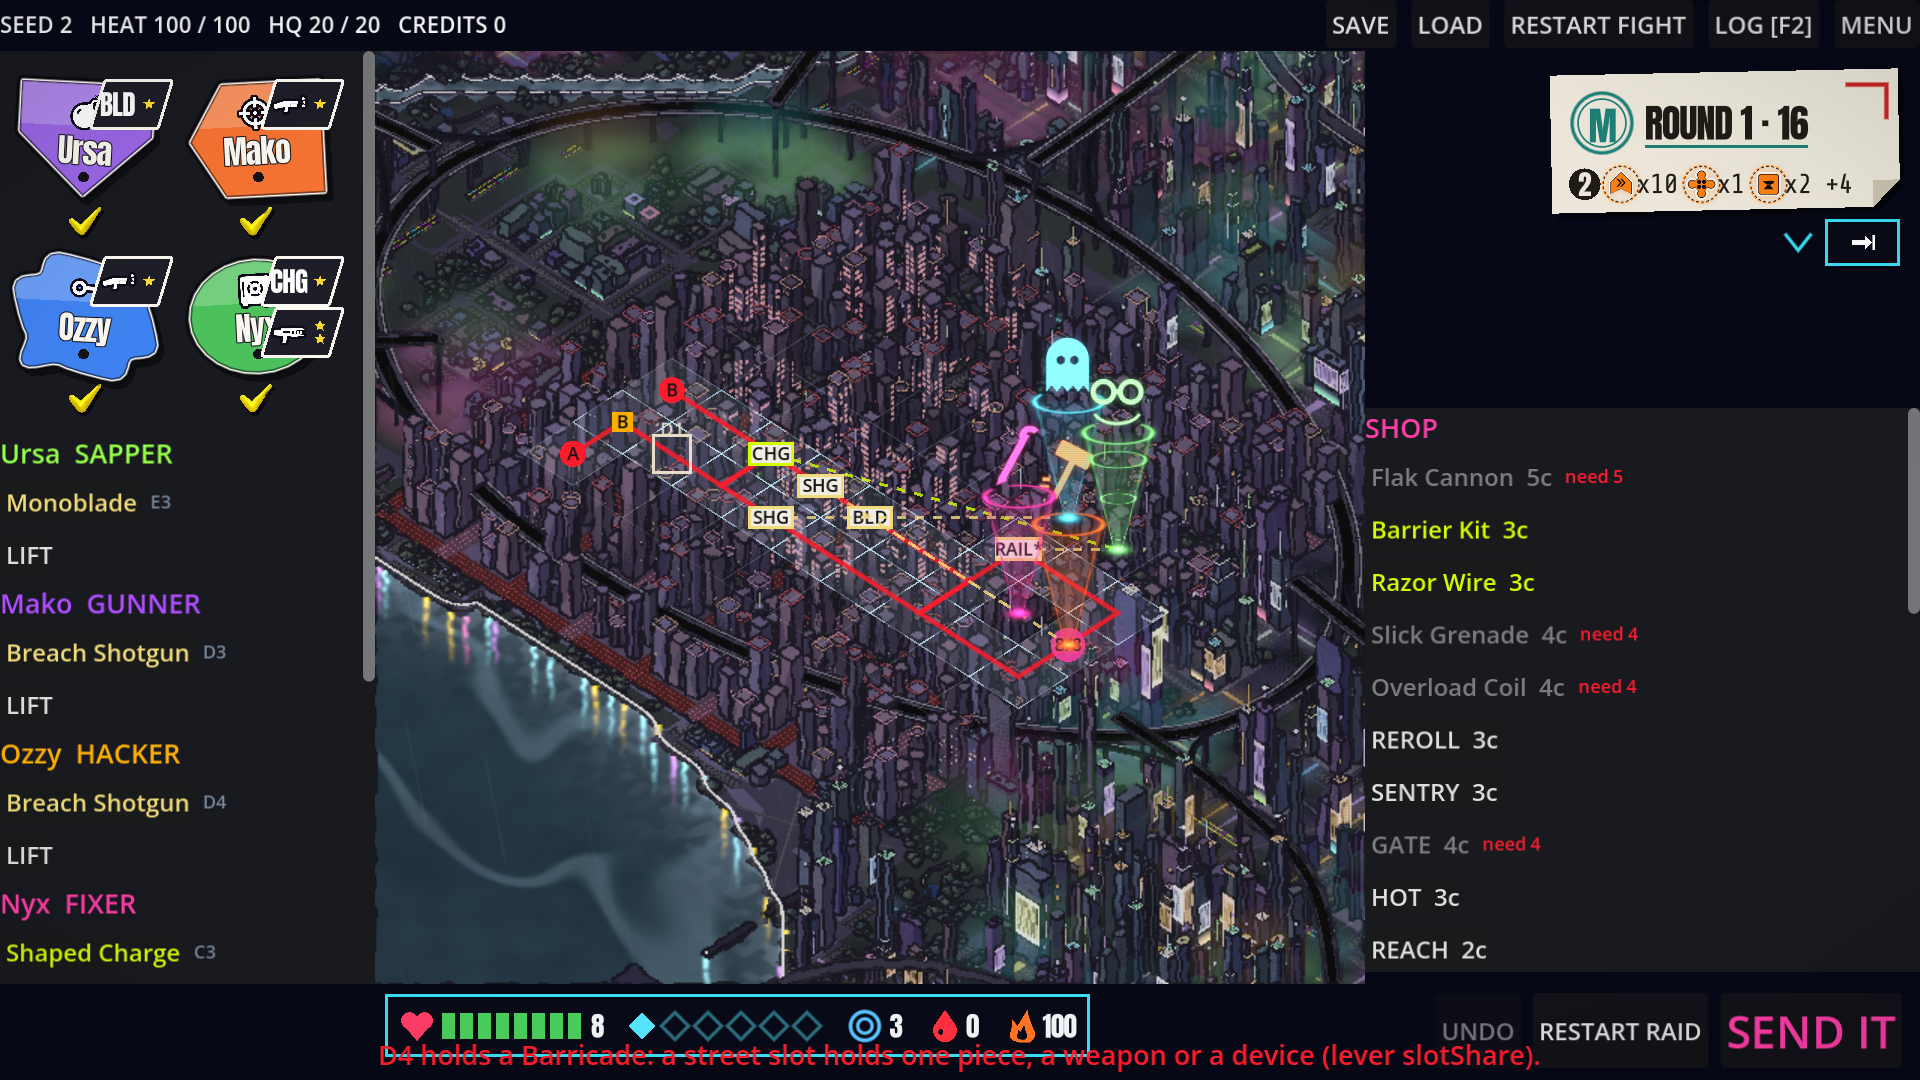 SEED 2 HEAT 100 / 100 HQ 20 / 20 CREDITS 0
SAVE LOAD RESTART FIGHT LOG [F2] MENU
BLD
Ursa
Mako
Ozzy
CHG
Ny
ROUND 1 · 16
M
2 x10 x1 x2 +4
Ursa SAPPER
Monoblade E3
LIFT
Mako GUNNER
Breach Shotgun D3
LIFT
Ozzy HACKER
Breach Shotgun D4
LIFT
Nyx FIXER
Shaped Charge C3
B
B
D1
A
CHG
SHG
SHG
BLD
RAIL*
SHOP
Flak Cannon 5c need 5
Barrier Kit 3c
Razor Wire 3c
Slick Grenade 4c need 4
Overload Coil 4c need 4
REROLL 3c
SENTRY 3c
GATE 4c need 4
HOT 3c
REACH 2c
8 3 0 100
D4 holds a Barricade: a street slot holds one piece, a weapon or a device (lever slotShare).
UNDO RESTART RAID SEND IT